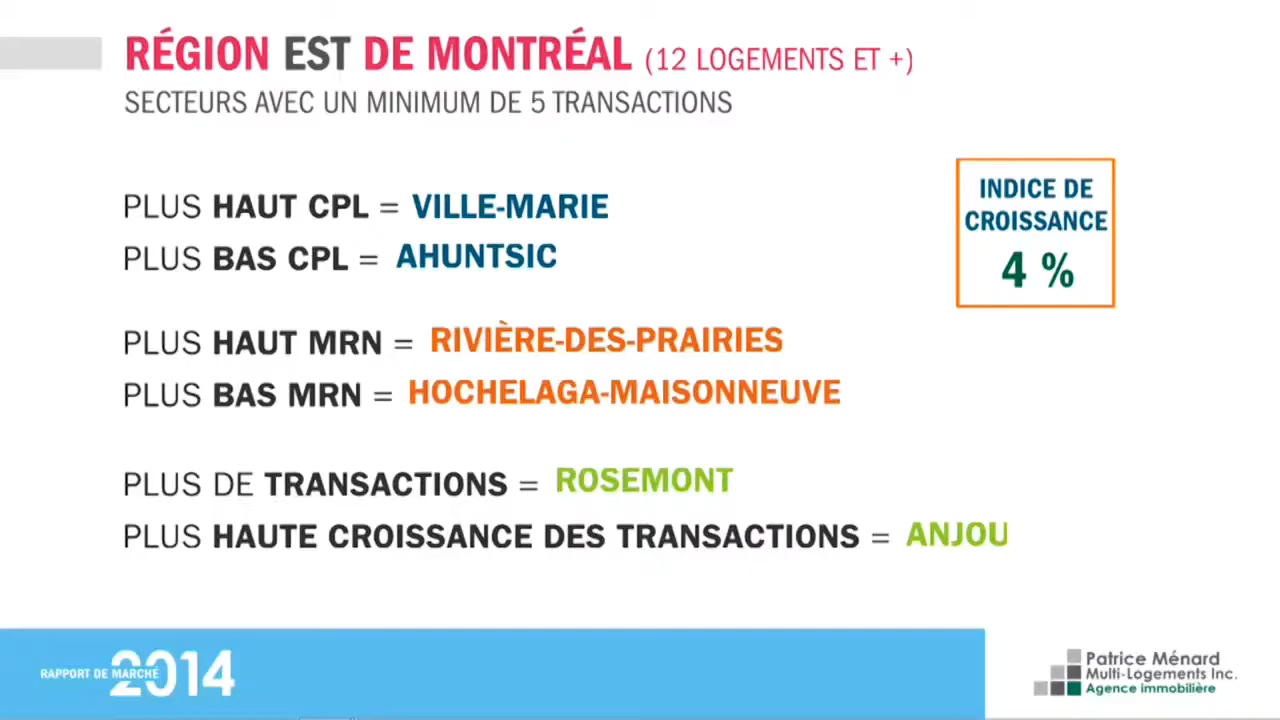 RÉGION EST DE MONTRÉAL (12 LOGEMENTS ET +)
SECTEURS AVEC UN MINIMUM DE 5 TRANSACTIONS
PLUS HAUT CPL = VILLE-MARIE
PLUS BAS CPL = AHUNTSIC
INDICE DE
CROISSANCE
4 %
PLUS HAUT MRN = RIVIÈRE-DES-PRAIRIES
PLUS BAS MRN = HOCHELAGA-MAISONNEUVE
PLUS DE TRANSACTIONS = ROSEMONT
PLUS HAUTE CROISSANCE DES TRANSACTIONS = ANJOU
RAPPORT DE MARCHÉ 2014
Patrice Ménard
Multi-Logements Inc.
Agence immobilière